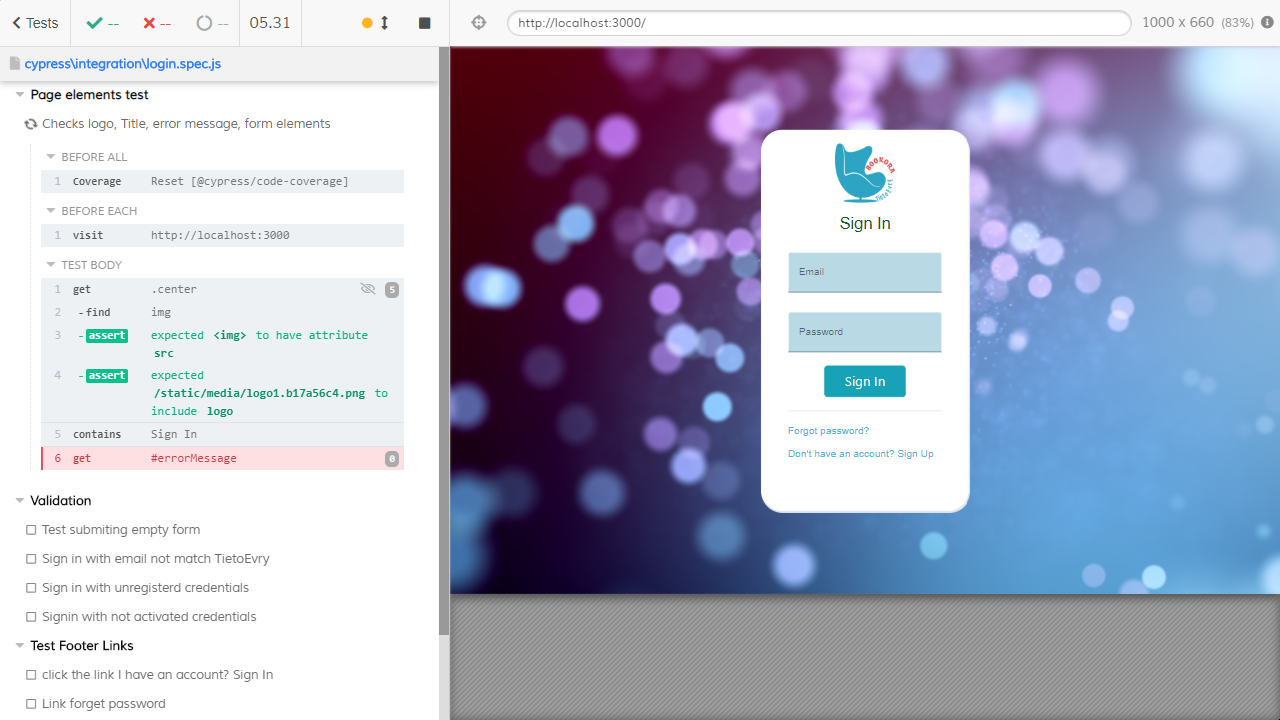 Tests
--
--
--
05.31
http://localhost:3000/
1000 x 660 (83%)
cypress\integration\login.spec.js
Page elements test
Checks logo, Title, error message, form elements
BEFORE ALL
1 Coverage Reset [@cypress/code-coverage]
BEFORE EACH
1 visit http://localhost:3000
TEST BODY
1 get .center 5
2 -find img
3 -assert expected <img> to have attribute
src
4 -assert expected
/static/media/logo1.b17a56c4.png to
include logo
5 contains Sign In
6 get #errorMessage 0
Validation
Test submiting empty form
Sign in with email not match TietoEvry
Sign in with unregisterd credentials
Signin with not activated credentials
Test Footer Links
click the link I have an account? Sign In
Link forget password
BOOKORA
TietoEvry
Sign In
Email
Password
Sign In
Forgot password?
Don't have an account? Sign Up